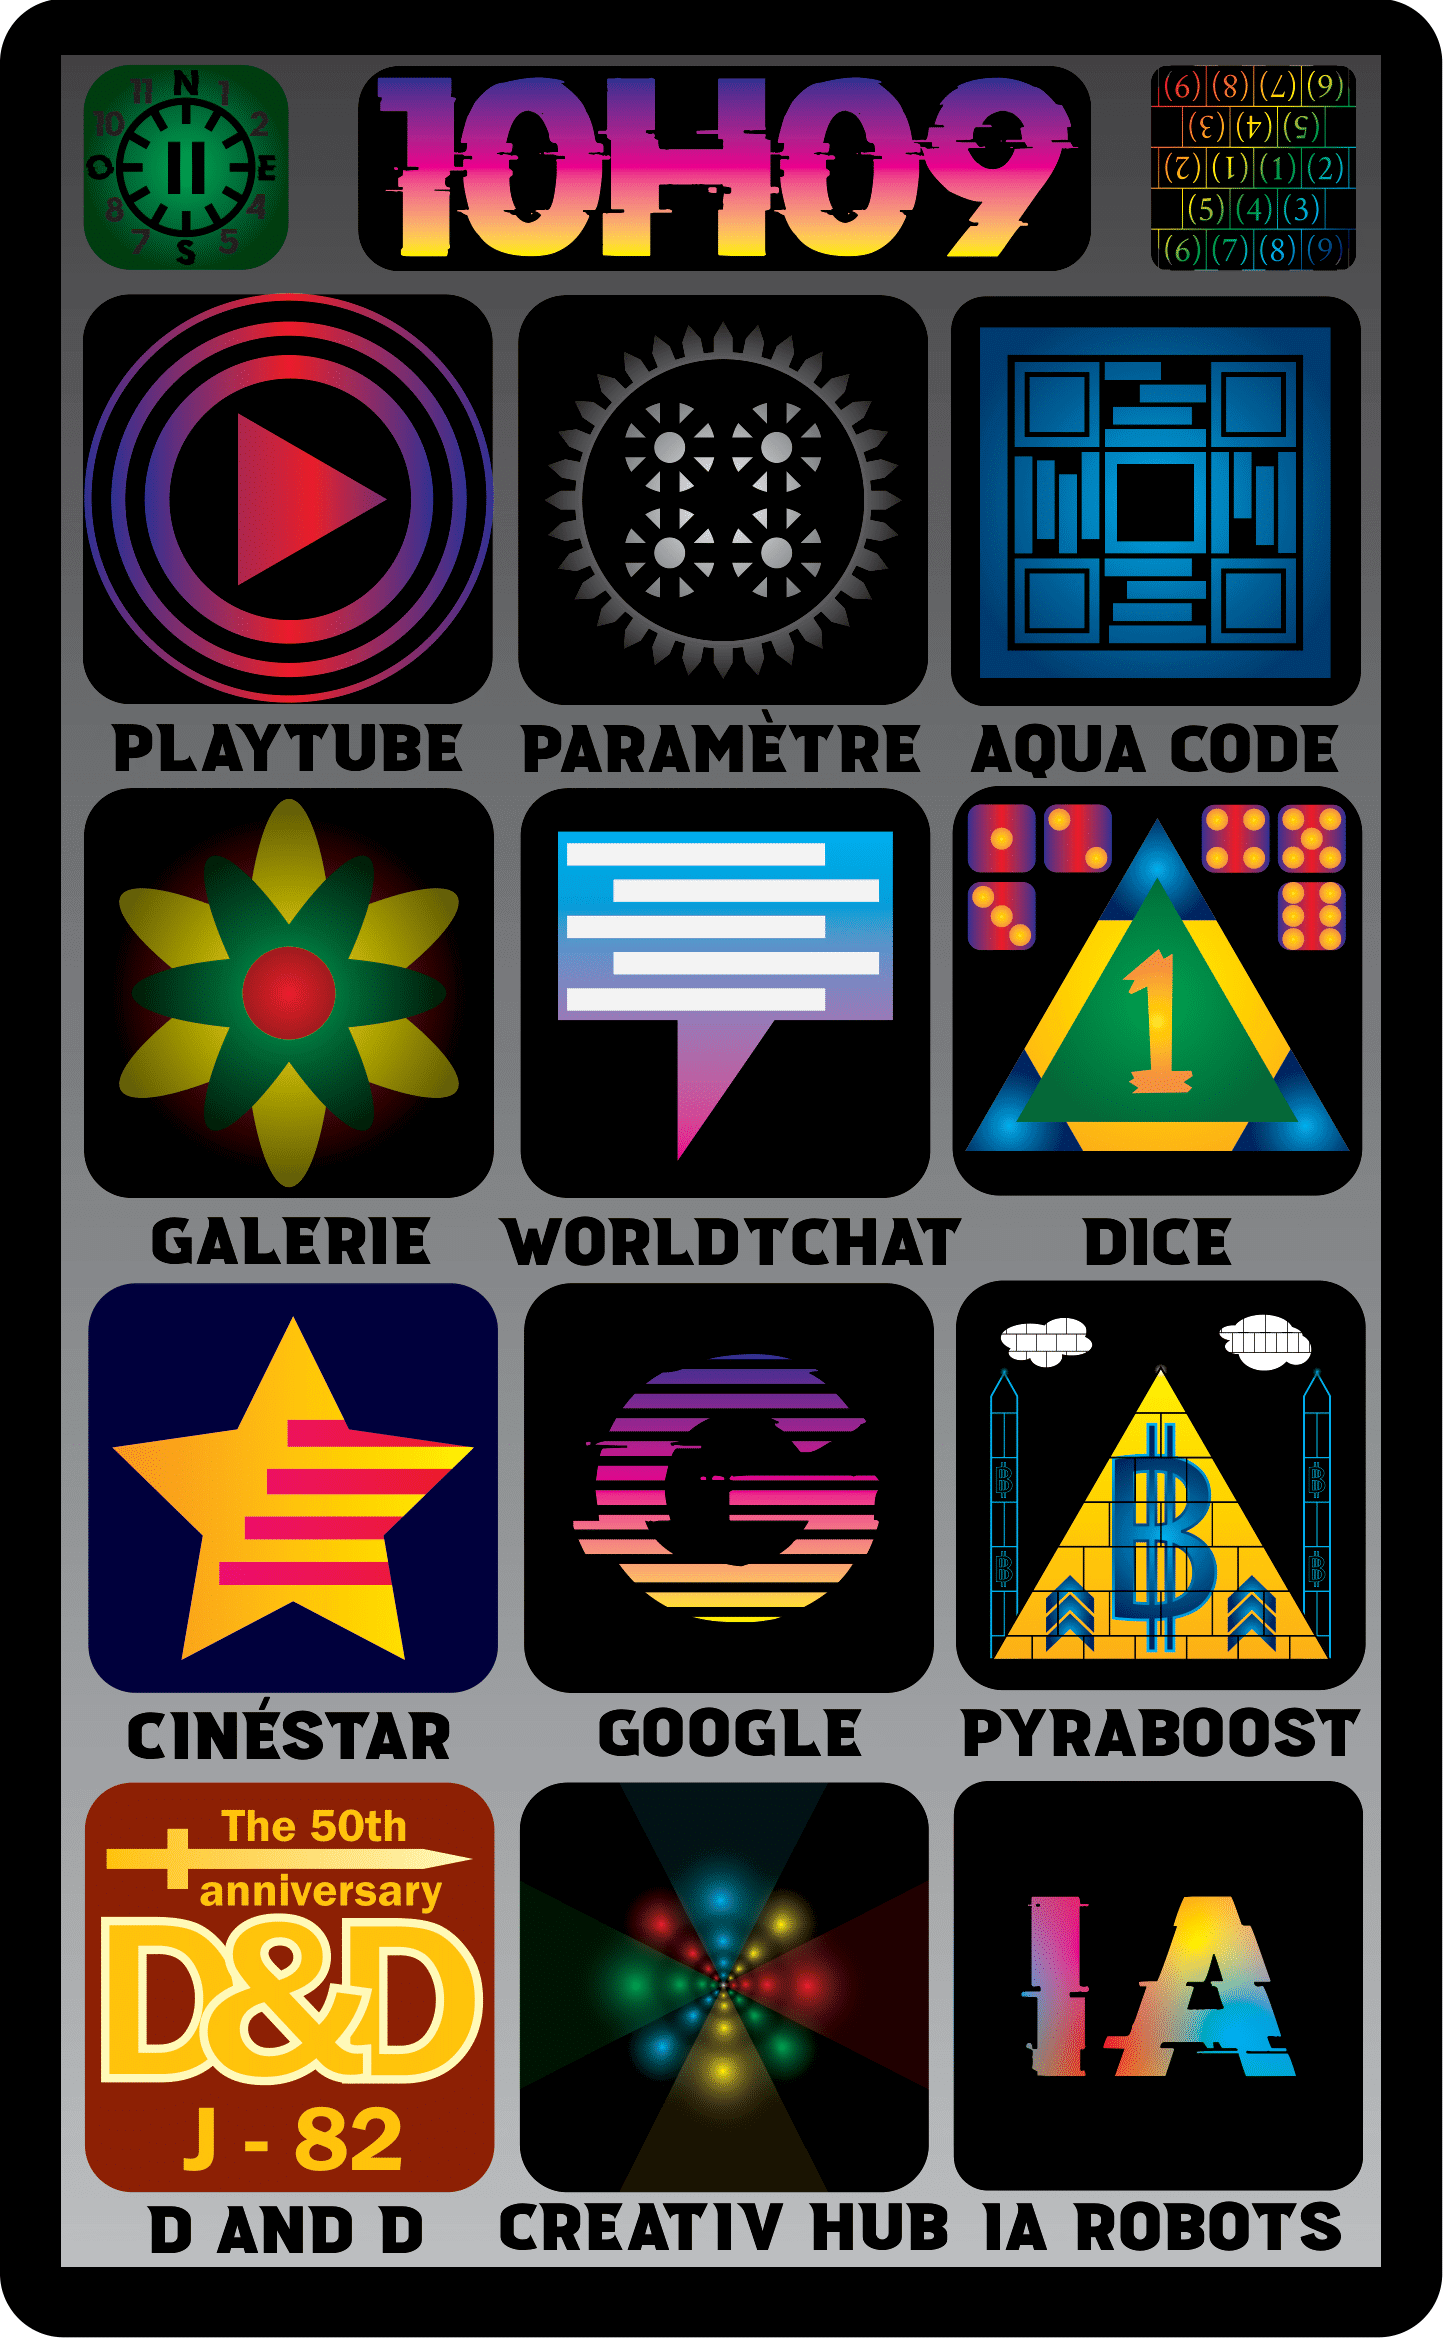 11 N 1
10 2
O E
8 4
7 S 5
10H09
(9) (8) (7) (6)
(3) (4) (5)
(2) (1) (1) (2)
(5) (4) (3)
(6) (7) (8) (9)
PLAYTUBE
PARAMÈTRE
AQUA CODE
1
GALERIE
WORLDTCHAT
DICE
G
B
B
B
B
B
CINÉSTAR
GOOGLE
PYRABOOST
The 50th
anniversary
D&D
J - 82
IA
D AND D
CREATIV HUB
IA ROBOTS